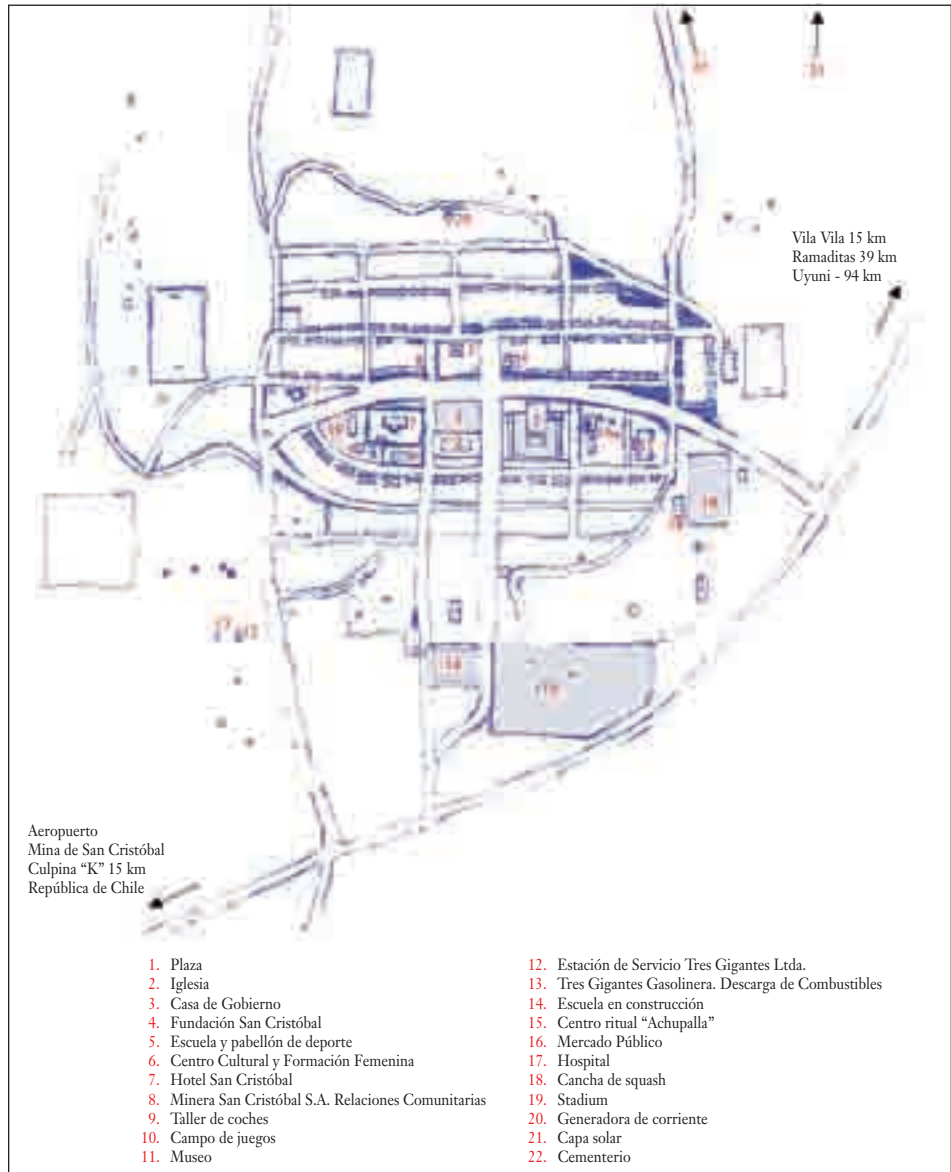 Vila Vila 15 km
Ramaditas 39 km
Uyuni - 94 km
Aeropuerto
Mina de San Cristóbal
Culpina “K” 15 km
República de Chile
1. Plaza
2. Iglesia
3. Casa de Gobierno
4. Fundación San Cristóbal
5. Escuela y pabellón de deporte
6. Centro Cultural y Formación Femenina
7. Hotel San Cristóbal
8. Minera San Cristóbal S.A. Relaciones Comunitarias
9. Taller de coches
10. Campo de juegos
11. Museo
12. Estación de Servicio Tres Gigantes Ltda.
13. Tres Gigantes Gasolinera. Descarga de Combustibles
14. Escuela en construcción
15. Centro ritual “Achupalla”
16. Mercado Público
17. Hospital
18. Cancha de squash
19. Stadium
20. Generadora de corriente
21. Capa solar
22. Cementerio